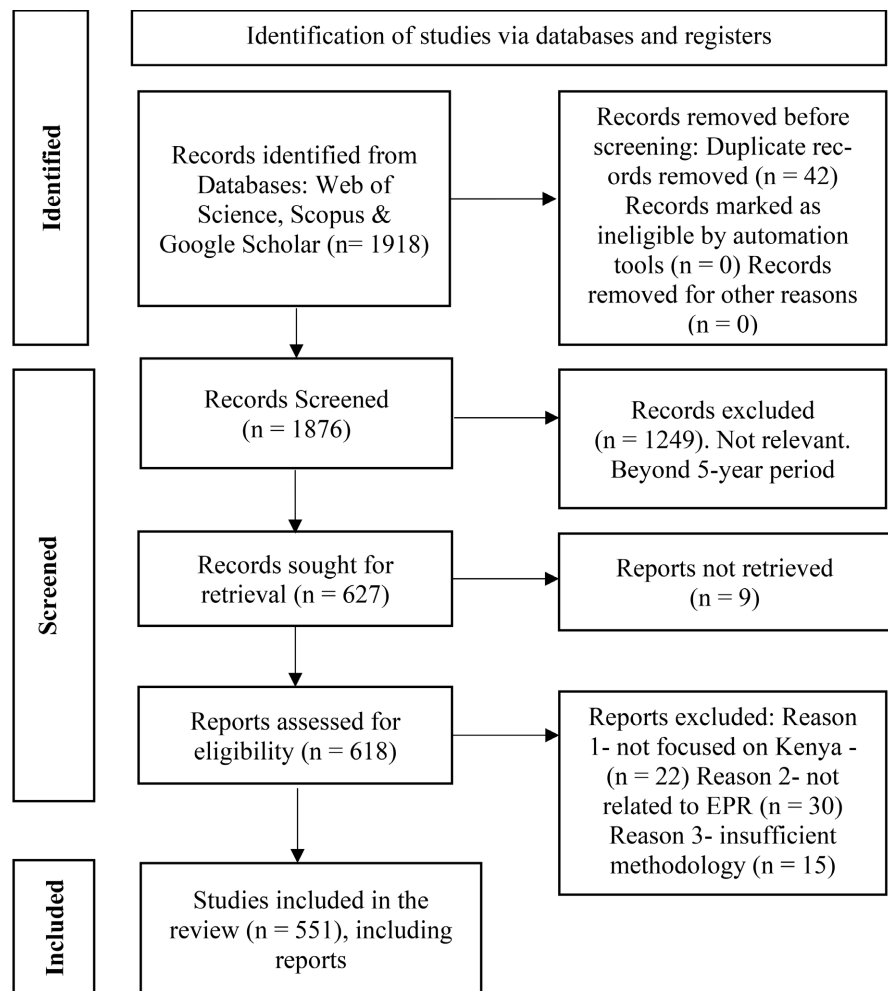 Identification of studies via databases and registers
Identified
Records identified from
Databases: Web of
Science, Scopus &
Google Scholar (n= 1918)
Records removed before
screening: Duplicate rec-
ords removed (n = 42)
Records marked as
ineligible by automation
tools (n = 0) Records
removed for other reasons
(n = 0)
Screened
Records Screened
(n = 1876)
Records excluded
(n = 1249). Not relevant.
Beyond 5-year period
Records sought for
retrieval (n = 627)
Reports not retrieved
(n = 9)
Reports assessed for
eligibility (n = 618)
Reports excluded: Reason
1- not focused on Kenya -
(n = 22) Reason 2- not
related to EPR (n = 30)
Reason 3- insufficient
methodology (n = 15)
Included
Studies included in the
review (n = 551), including
reports